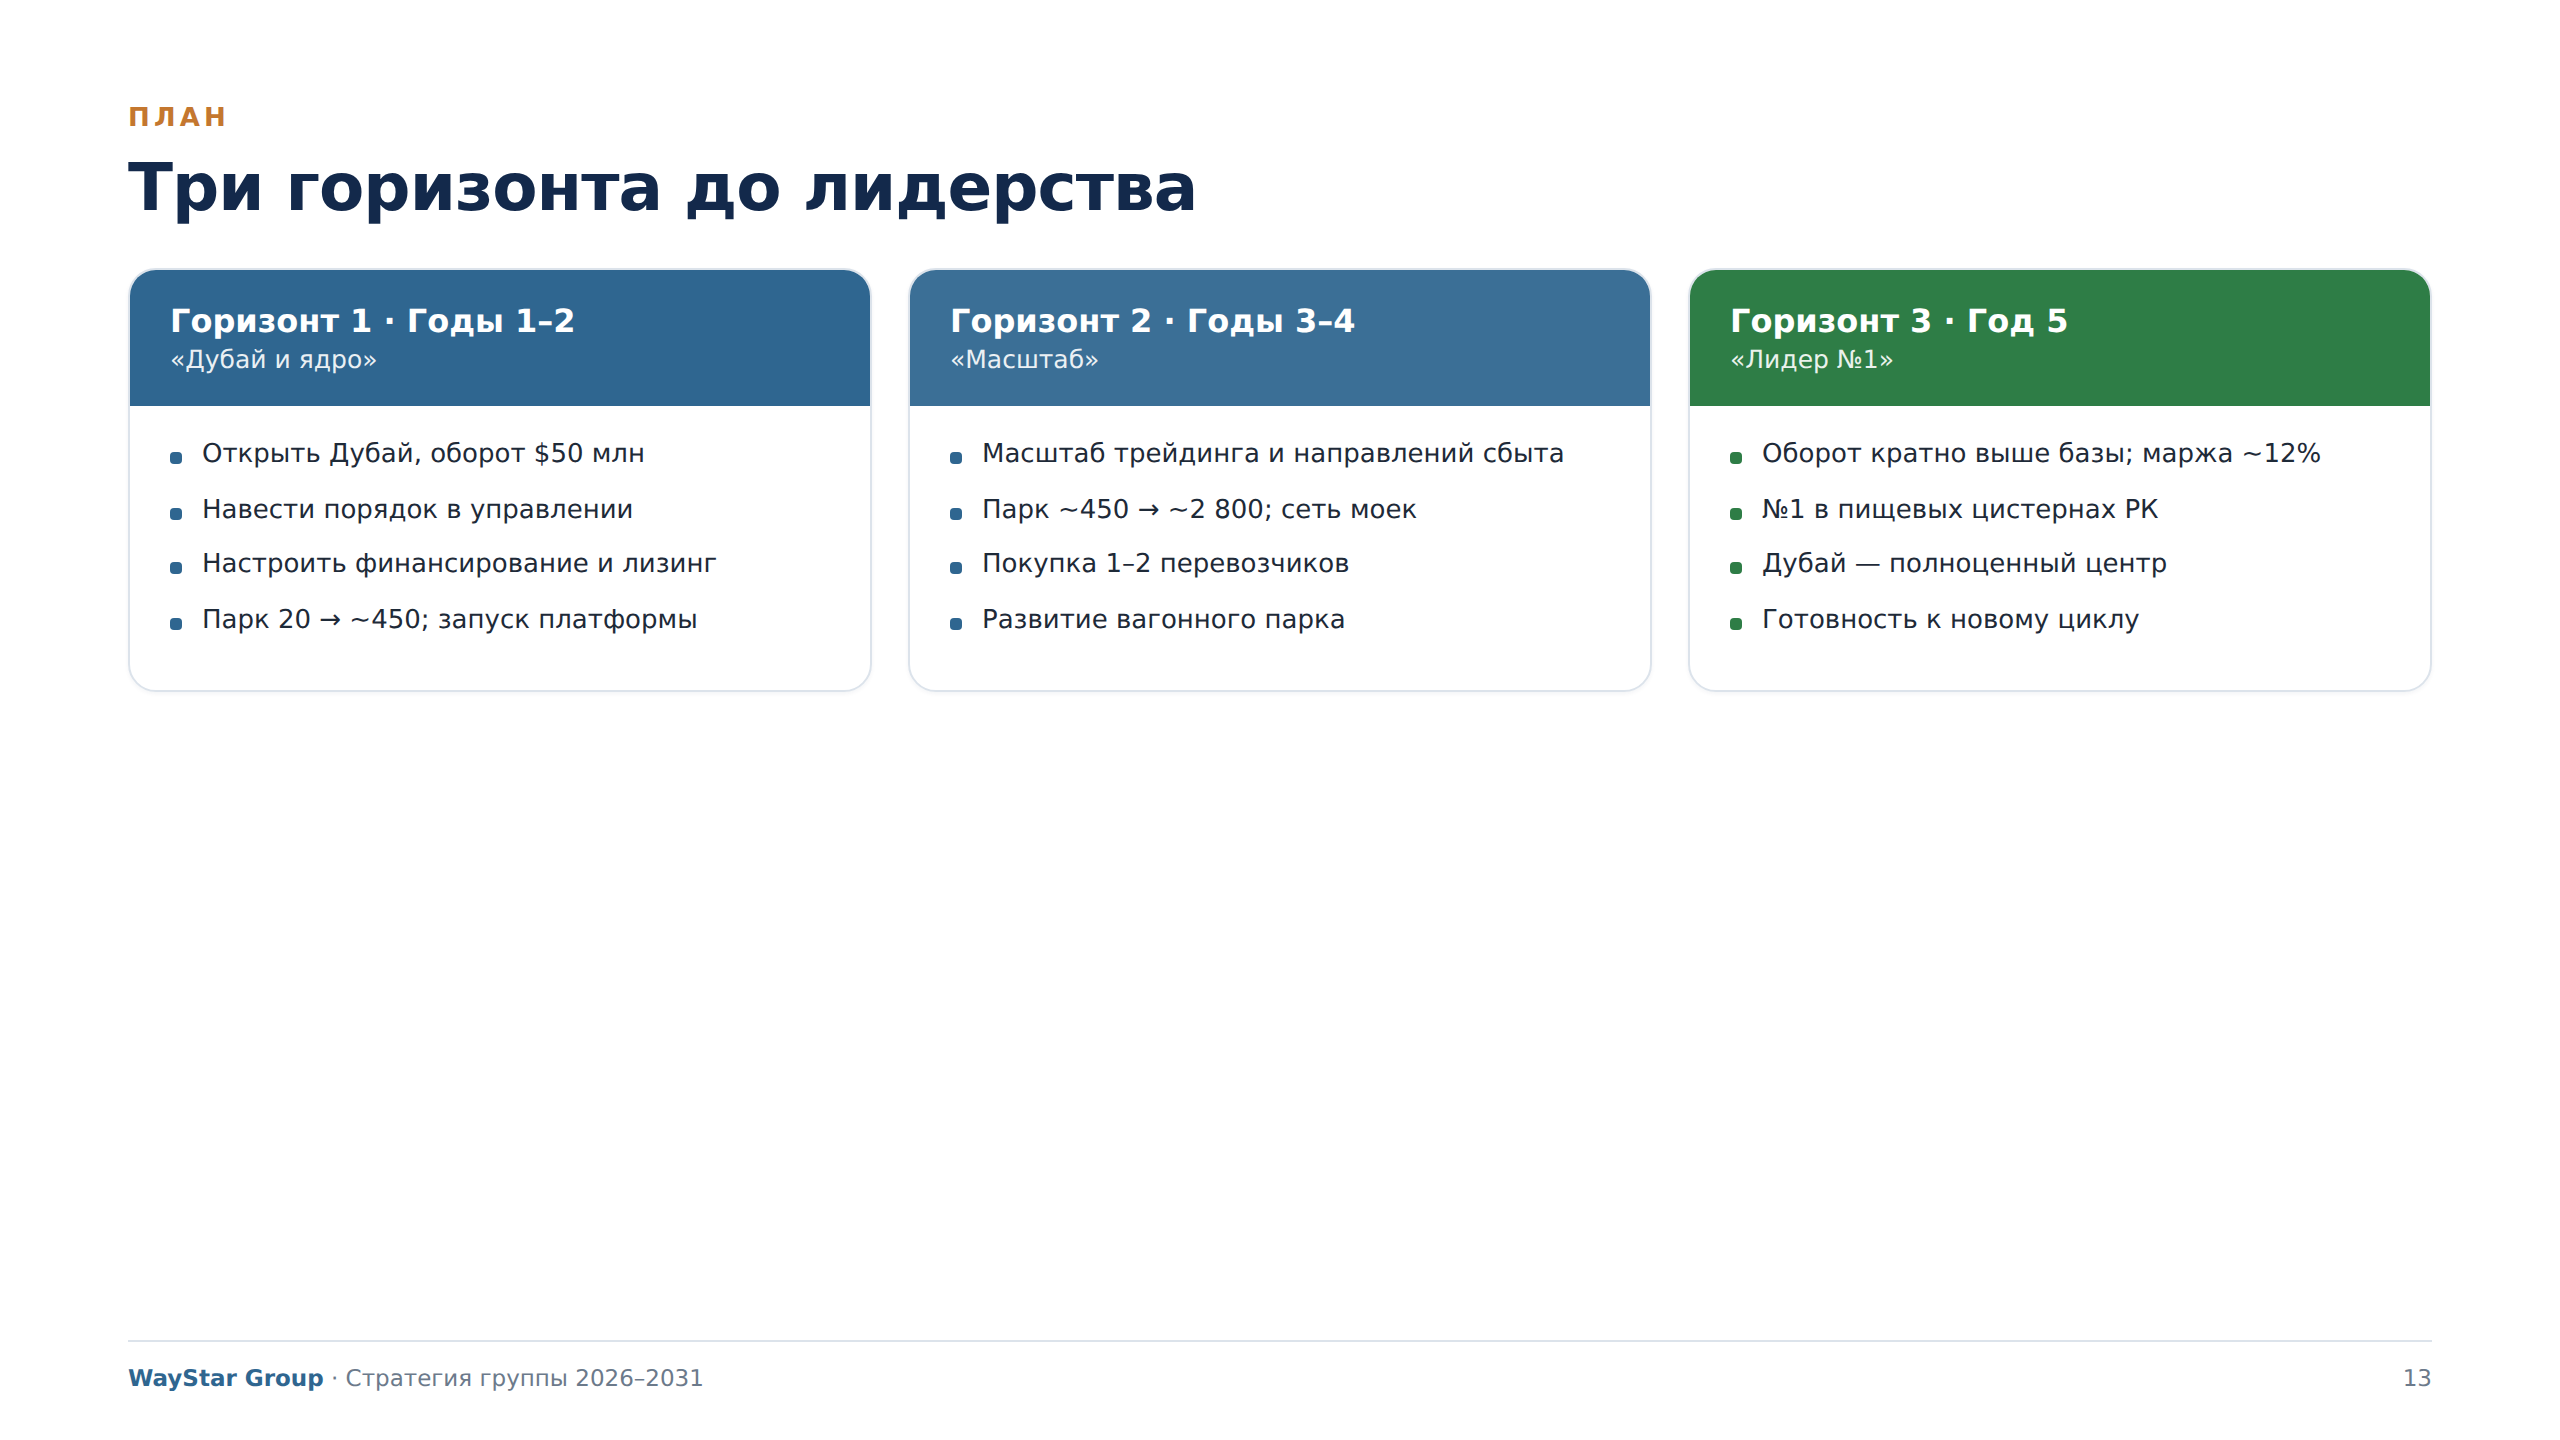 ПЛАН
Три горизонта до лидерства
Горизонт 1 · Годы 1–2
«Дубай и ядро»
Открыть Дубай, оборот $50 млн
Навести порядок в управлении
Настроить финансирование и лизинг
Парк 20 → ~450; запуск платформы
Горизонт 2 · Годы 3–4
«Масштаб»
Масштаб трейдинга и направлений сбыта
Парк ~450 → ~2 800; сеть моек
Покупка 1–2 перевозчиков
Развитие вагонного парка
Горизонт 3 · Год 5
«Лидер №1»
Оборот кратно выше базы; маржа ~12%
№1 в пищевых цистернах РК
Дубай — полноценный центр
Готовность к новому циклу
WayStar Group · Стратегия группы 2026–2031
13